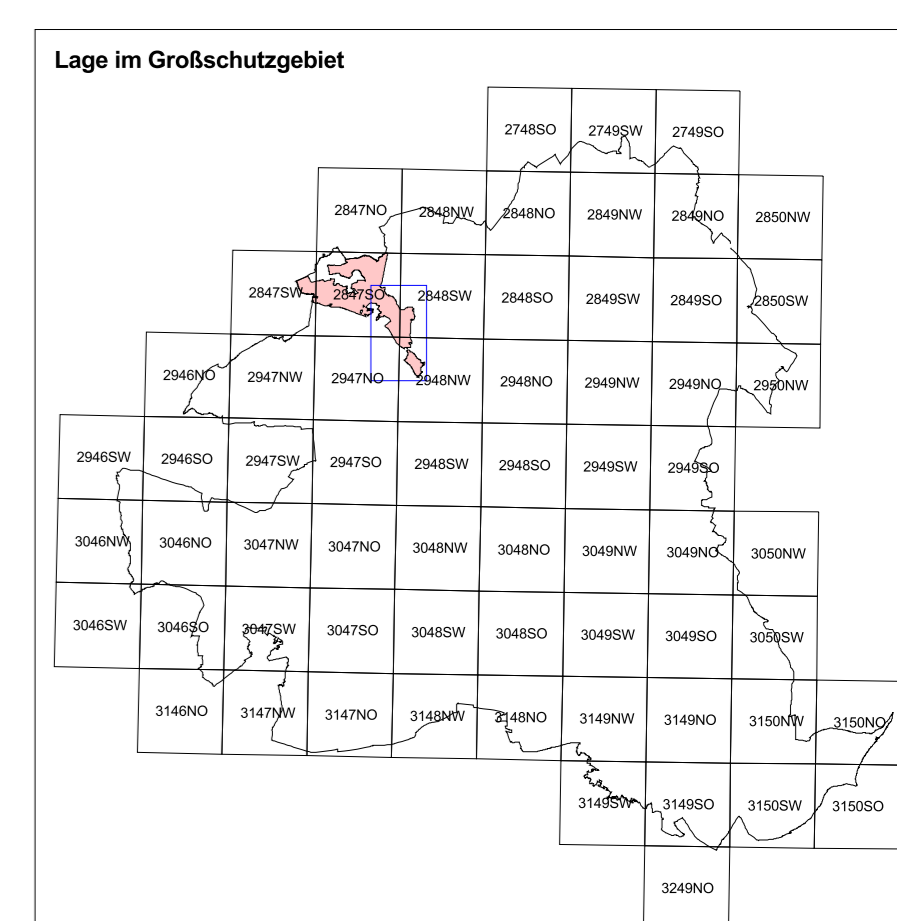 Lage im Großschutzgebiet
2748SO 2749SW 2749SO
2847NO 2848NW 2848NO 2849NW 2849NO 2850NW
2847SW 2847SO 2848SW 2848SO 2849SW 2849SO 2850SW
2946NO 2947NW 2947NO 2948NW 2948NO 2949NW 2949NO 2950NW
2946SW 2946SO 2947SW 2947SO 2948SW 2948SO 2949SW 2949SO
3046NW 3046NO 3047NW 3047NO 3048NW 3048NO 3049NW 3049NO 3050NW
3046SW 3046SO 3047SW 3047SO 3048SW 3048SO 3049SW 3049SO 3050SW
3146NO 3147NW 3147NO 3148NW 3148NO 3149NW 3149NO 3150NW 3150NO
3149SW 3149SO 3150SW 3150SO
3249NO